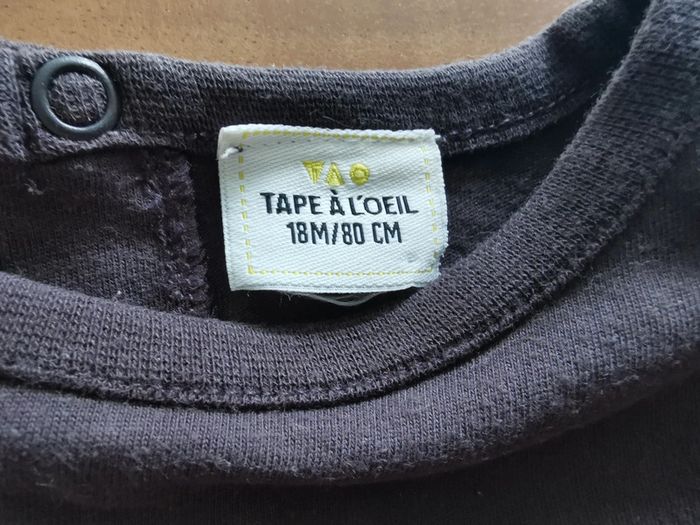 TAO
TAPE À L'OEIL
18M/80 CM